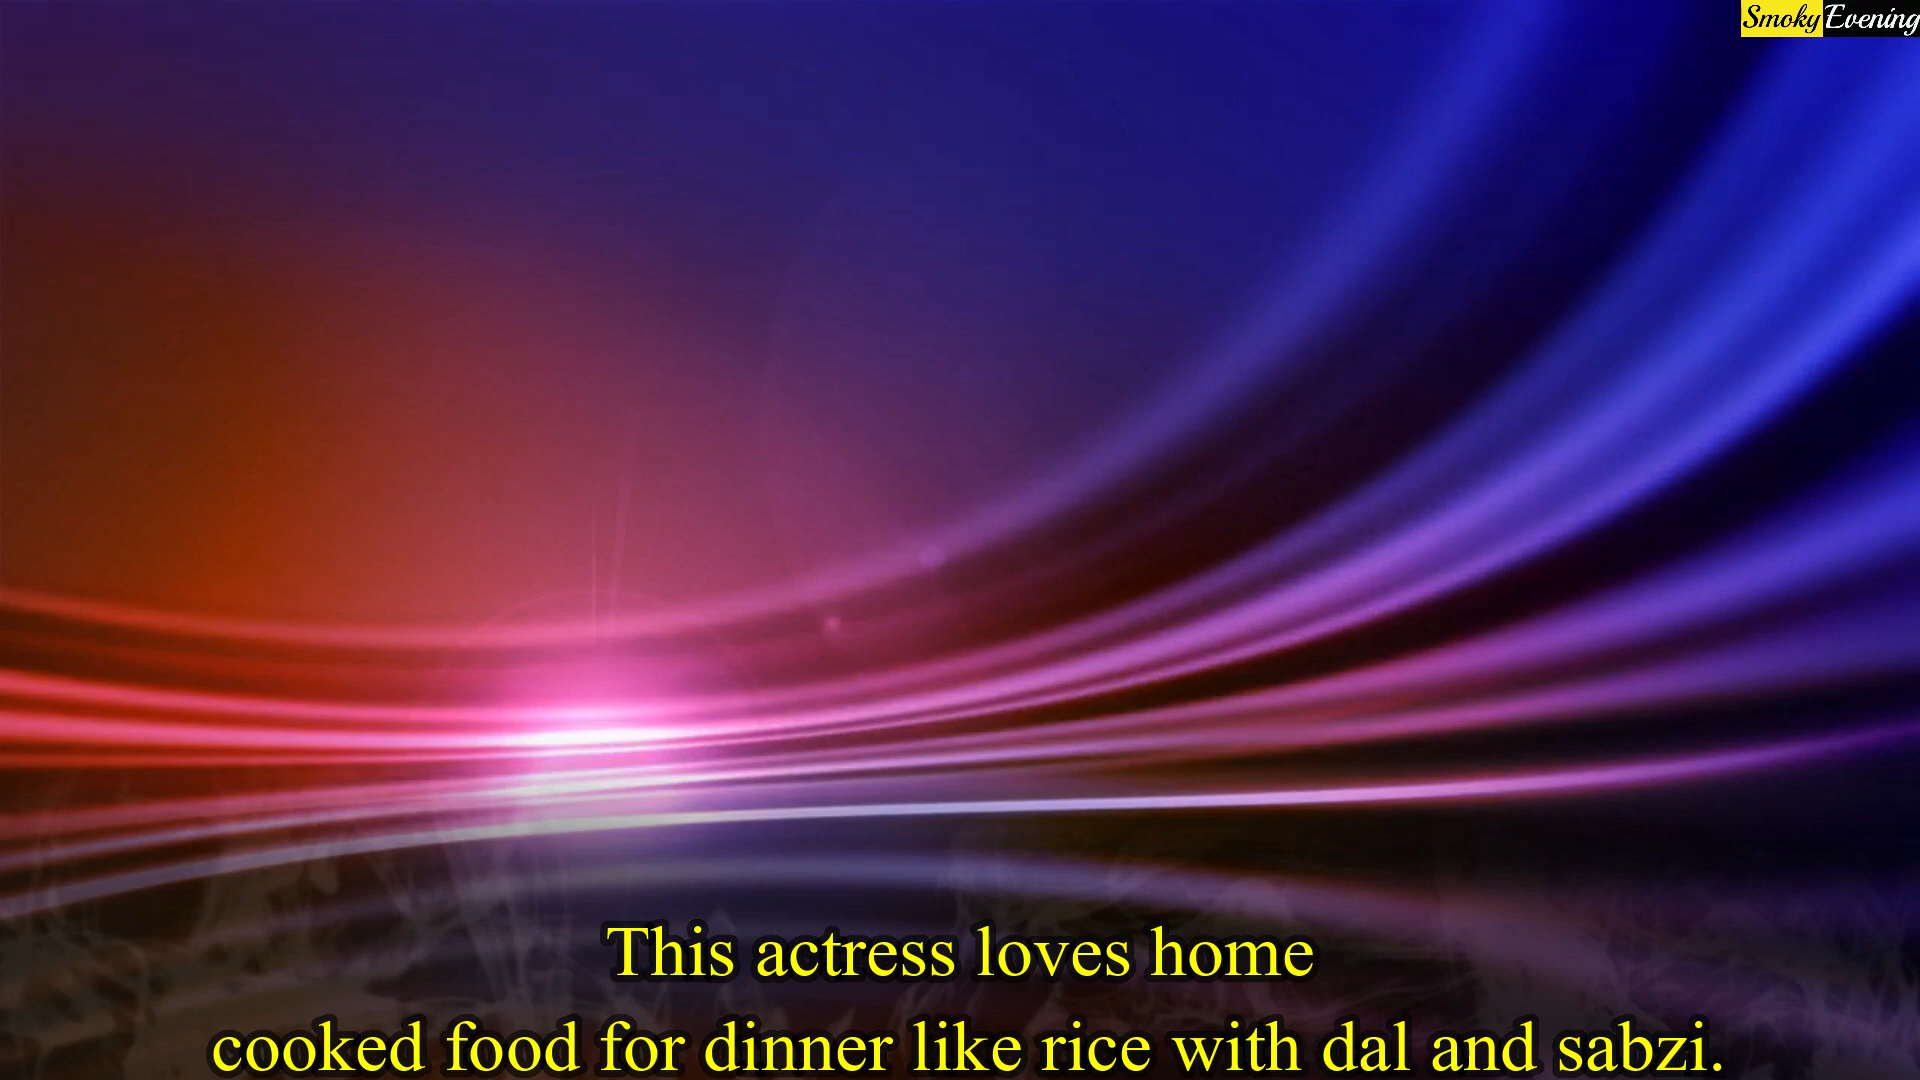 Smoky Evening
This actress loves home
cooked food for dinner like rice with dal and sabzi.